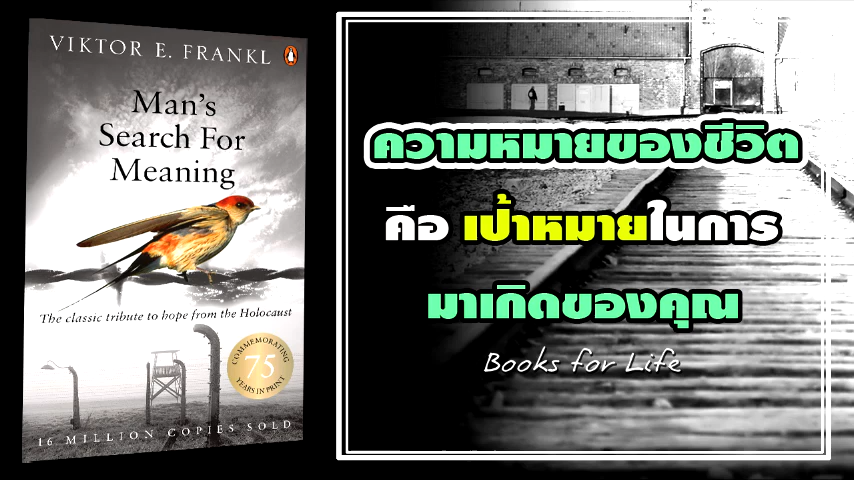 VIKTOR E. FRANKL
Man's
Search For
Meaning
The classic tribute to hope from the Holocaust
COMMEMORATING
75
YEARS IN PRINT
16 MILLION COPIES SOLD
ความหมายของชีวิต
คือ เป้าหมายในการ
มาเกิดของคุณ
Books for Life